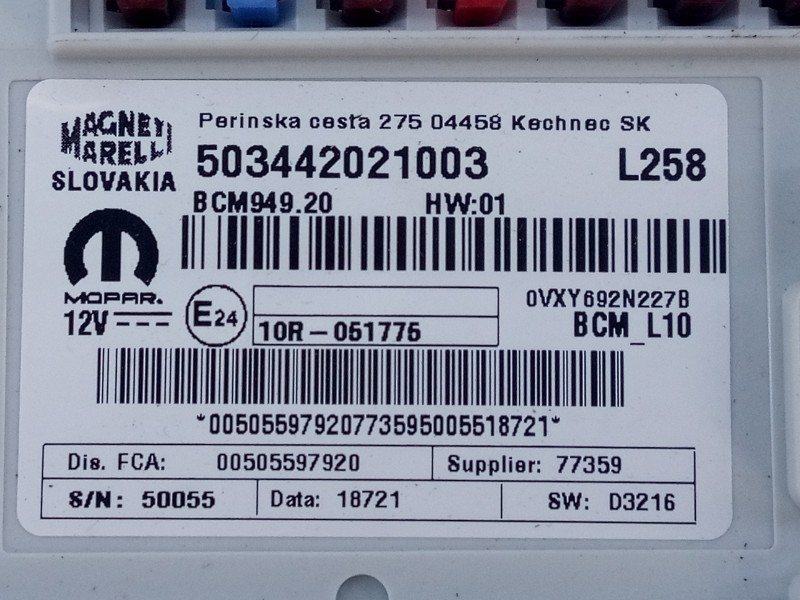 MAGNETI MARELLI SLOVAKIA
Perinska cesta 275 04458 Kechnec SK
503442021003 L258
BCM949.20 HW:01
MOPAR.
12V
E24
10R-051775
0VXY692N227B
BCM_L10
*00505597920773595005518721*
Dis. FCA: 00505597920 Supplier: 77359
S/N: 50055 Data: 18721 SW: D3216